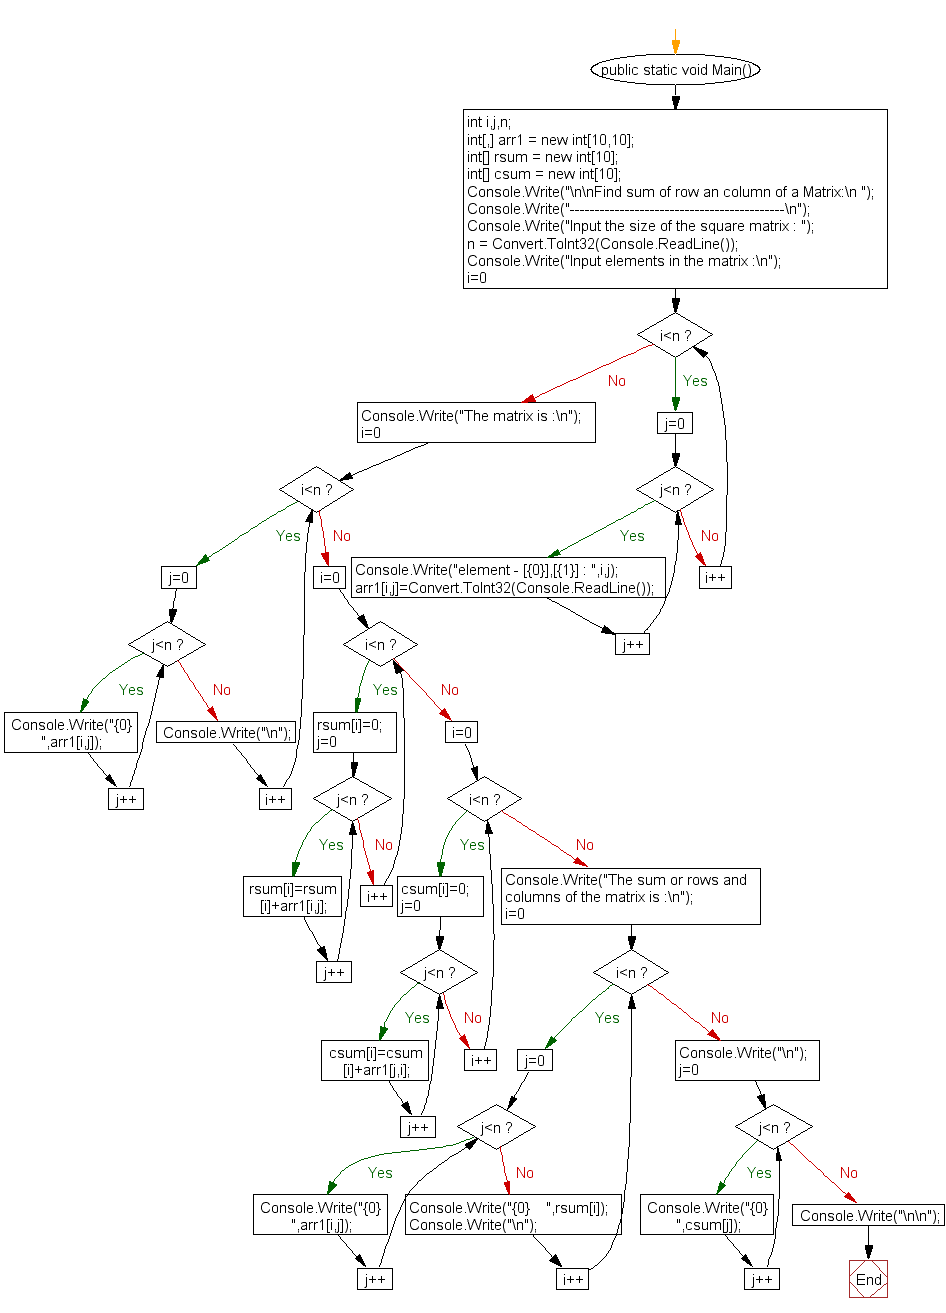 public static void Main()
int i,j,n;
int[,] arr1 = new int[10,10];
int[] rsum = new int[10];
int[] csum = new int[10];
Console.Write("\n\nFind sum of row an column of a Matrix:\n ");
Console.Write("-------------------------------------------\n");
Console.Write("Input the size of the square matrix : ");
n = Convert.ToInt32(Console.ReadLine());
Console.Write("Input elements in the matrix :\n");
i=0
i<n ?
No
Yes
Console.Write("The matrix is :\n");
i=0
j=0
i<n ?
j<n ?
Yes
No
Yes
No
j=0
i=0
Console.Write("element - [{0}],[{1}] : ",i,j);
arr1[i,j]=Convert.ToInt32(Console.ReadLine());
i++
j++
j<n ?
i<n ?
Yes
No
Yes
No
Console.Write("{0}
",arr1[i,j]);
Console.Write("\n");
rsum[i]=0;
j=0
i=0
j++
i++
j<n ?
i<n ?
Yes
No
Yes
No
rsum[i]=rsum
[i]+arr1[i,j];
i++
csum[i]=0;
j=0
Console.Write("The sum or rows and
columns of the matrix is :\n");
i=0
j++
j<n ?
i<n ?
Yes
No
Yes
No
csum[i]=csum
[i]+arr1[j,i];
i++
j=0
Console.Write("\n");
j=0
j++
j<n ?
j<n ?
Yes
No
Yes
No
Console.Write("{0}
",arr1[i,j]);
Console.Write("{0}    ",rsum[i]);
Console.Write("\n");
Console.Write("{0}
",csum[j]);
Console.Write("\n\n");
j++
i++
j++
End